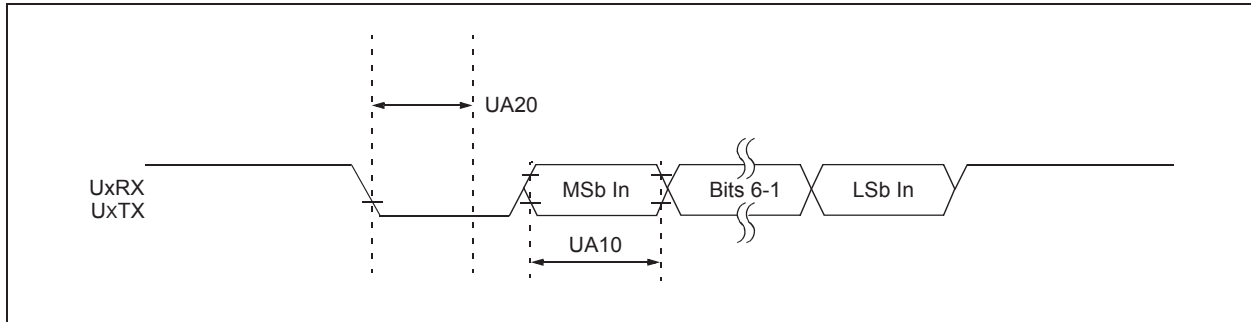 UA20
UxRX
UxTX
MSb In
Bits 6-1
LSb In
UA10